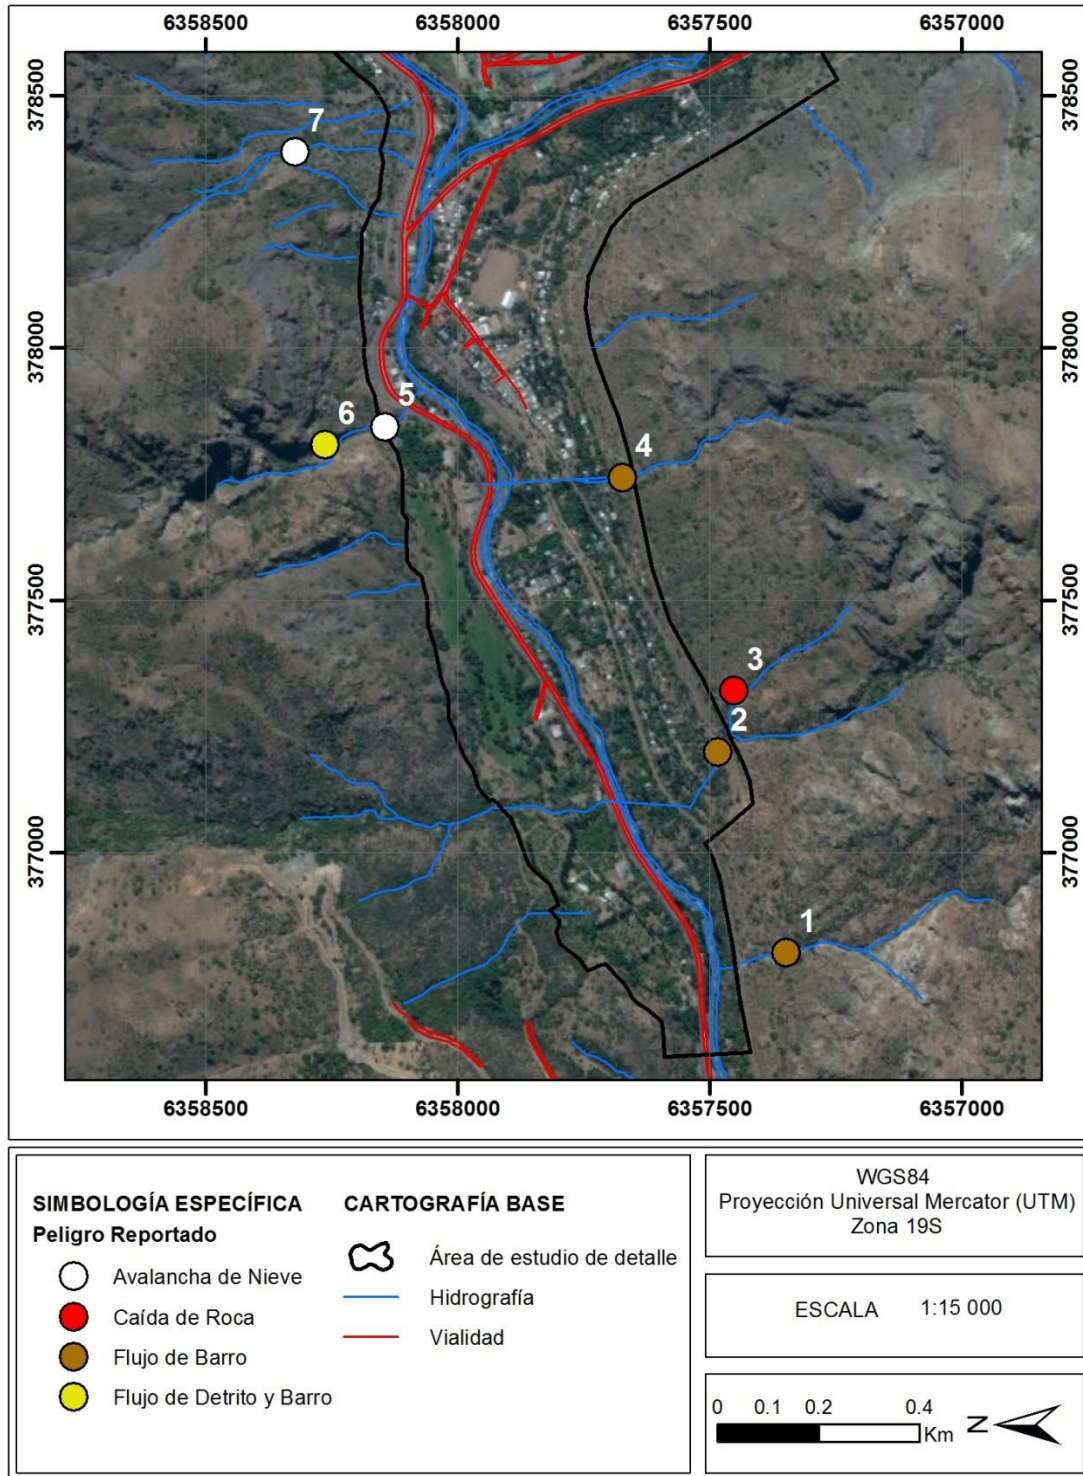 6358500 6358000 6357500 6357000
378500
378000
377500
377000
378500
378000
377500
377000
7
5
6
4
3
2
1
6358500 6358000 6357500 6357000
SIMBOLOGÍA ESPECÍFICA
Peligro Reportado
Avalancha de Nieve
Caída de Roca
Flujo de Barro
Flujo de Detrito y Barro
CARTOGRAFÍA BASE
Área de estudio de detalle
Hidrografía
Vialidad
WGS84
Proyección Universal Mercator (UTM)
Zona 19S
ESCALA 1:15 000
0 0.1 0.2 0.4
Km
N